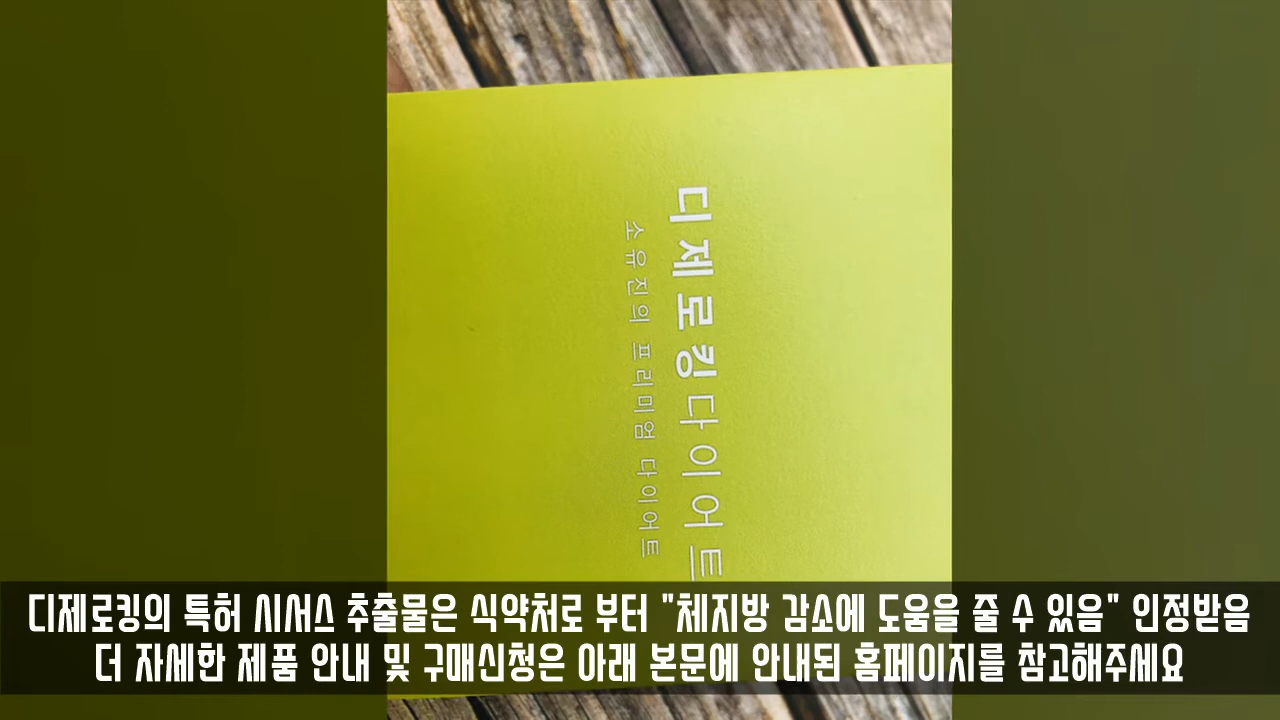 디제로킹다이어트
소유진의 프리미엄 다이어트
디제로킹의 특허 시서스 추출물은 식약처로 부터 "체지방 감소에 도움을 줄 수 있음" 인정받음
더 자세한 제품 안내 및 구매신청은 아래 본문에 안내된 홈페이지를 참고해주세요